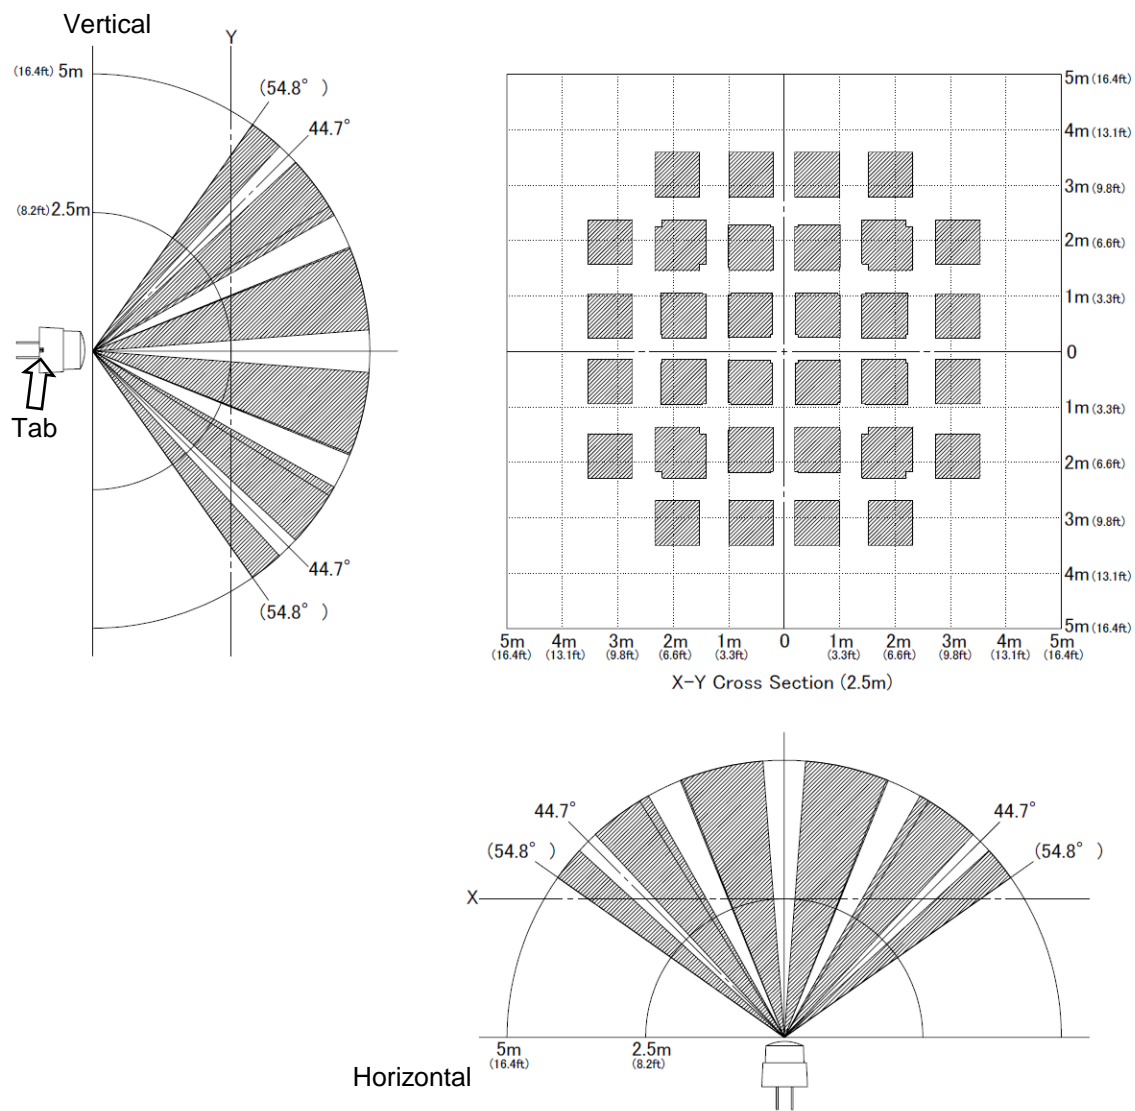 Vertical
Y
(16.4ft) 5m
(54.8°)
44.7°
(8.2ft) 2.5m
Tab
44.7°
(54.8°)
5m (16.4ft)
4m (13.1ft)
3m (9.8ft)
2m (6.6ft)
1m (3.3ft)
0
1m (3.3ft)
2m (6.6ft)
3m (9.8ft)
4m (13.1ft)
5m (16.4ft)
5m 4m 3m 2m 1m 0 1m 2m 3m 4m 5m
(16.4ft) (13.1ft) (9.8ft) (6.6ft) (3.3ft) (3.3ft) (6.6ft) (9.8ft) (13.1ft) (16.4ft)
X-Y Cross Section (2.5m)
44.7° 44.7°
(54.8°) (54.8°)
X
5m 2.5m
(16.4ft) (8.2ft)
Horizontal